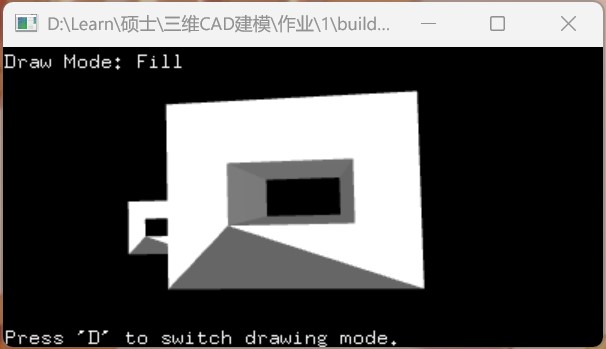 D:\Learn\硕士\三维CAD建模\作业\1\build...
Draw Mode: Fill
Press 'D' to switch drawing mode.